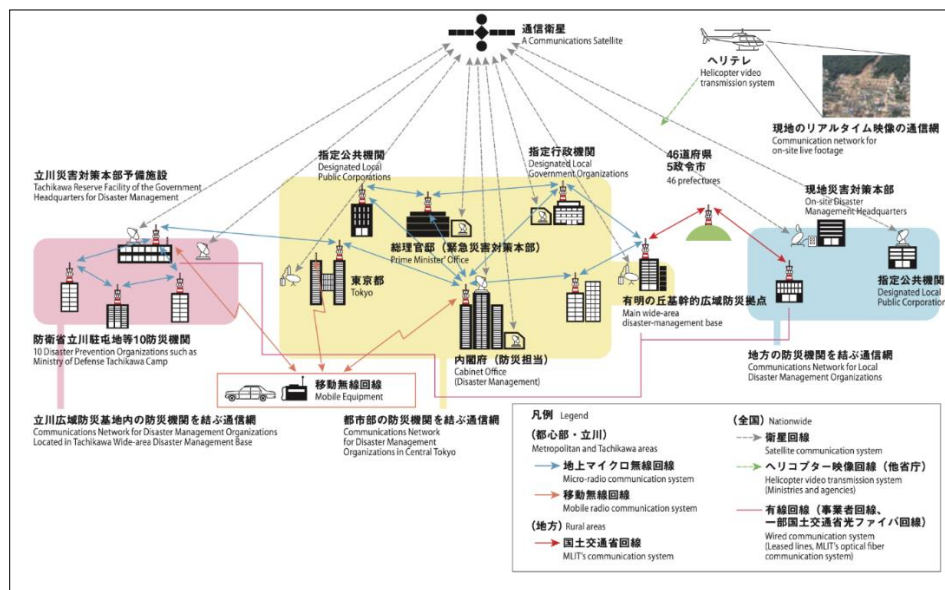 通信衛星
A Communications Satellite
ヘリテレ
Helicopter video
transmission system
現地のリアルタイム映像の通信網
Communication network for
on-site live footage
立川災害対策本部予備施設
Tachikawa Reserve Facility of the Government
Headquarters for Disaster Management
指定公共機関
Designated Local
Public Corporations
指定行政機関
Designated Local
Government Organizations
46道府県
5政令市
46 prefectures
現地災害対策本部
On-site Disaster
Management Headquarters
総理官邸（緊急災害対策本部）
Prime Minister' Office
東京都
Tokyo
有明の丘基幹的広域防災拠点
Main wide-area
disaster-management base
指定公共機関
Designated Local
Public Corporation
防衛省立川駐屯地等10防災機関
10 Disaster Prevention Organizations such as
Ministry of Defense Tachikawa Camp
内閣府（防災担当）
Cabinet Office
(Disaster Management)
地方の防災機関を結ぶ通信網
Communications Network for Local
Disaster Management Organizations
移動無線回線
Mobile Equipment
立川広域防災基地内の防災機関を結ぶ通信網
Communications Network for Disaster Management Organizations
Located in Tachikawa Wide-area Disaster Management Base
都市部の防災機関を結ぶ通信網
Communications Network
for Disaster Management
Organizations in Central Tokyo
凡例 Legend
（都心部・立川）
Metropolitan and Tachikawa areas
地上マイクロ無線回線
Micro-radio communication system
移動無線回線
Mobile radio communication system
（地方）Rural areas
国土交通省回線
MLIT's communication system
（全国）Nationwide
衛星回線
Satellite communication system
ヘリコプター映像回線（他省庁）
Helicopter video transmission system
(Ministries and agencies)
有線回線（事業者回線、
一部国土交通省光ファイバ回線）
Wired communication system
(Leased lines, MLIT's optical fiber
communication system)